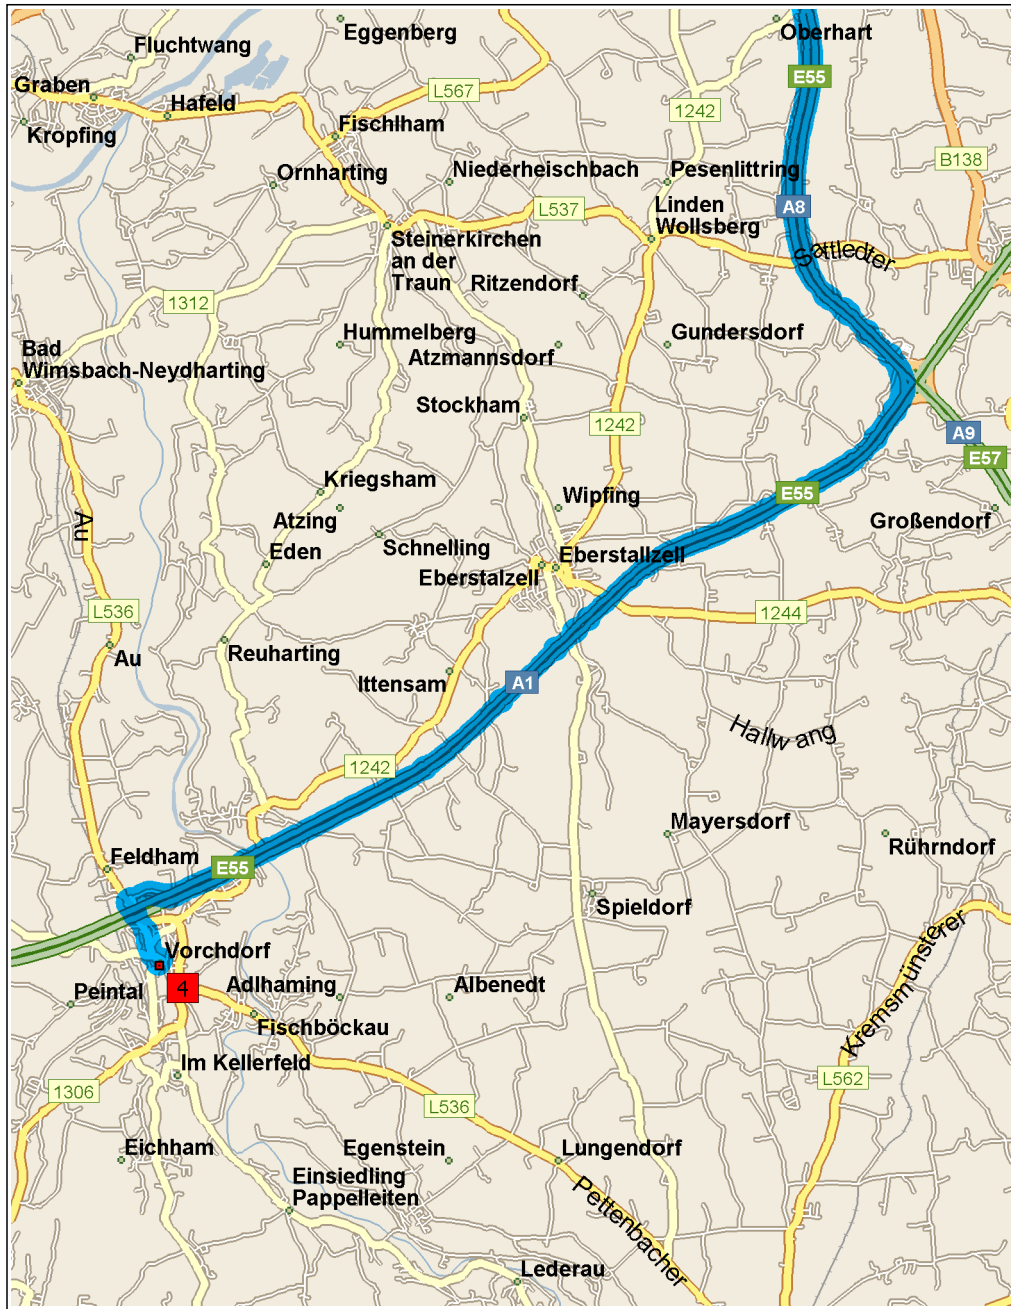 Eggenberg
Oberhart
Fluchtwang
E55
Graben
L567
Hafeld
1242
Kropfing
Fischlham
B138
Ornharting
Niederheischbach
Pesenlittring
L537
A8
Linden
Wollsberg
Steinerkirchen
an der
Traun
Sattledter
Ritzendorf
1312
Hummelberg
Gundersdorf
Atzmannsdorf
Bad
Wimsbach-Neydharting
Stockham
1242
A9
E57
Kriegsham
E55
Wipfing
Atzing
Großendorf
Au
Eden
Schnelling
Eberstallzell
Eberstalzell
L536
1244
Au
Reuharting
Ittensam
A1
Hallwang
1242
Mayersdorf
Rührndorf
Feldham
E55
Spieldorf
Kremsmünsterer
Vorchdorf
4
Peintal
Adlhaming
Albenedt
Fischböckau
Im Kellerfeld
L562
1306
L536
Eichham
Egenstein
Lungendorf
Einsiedling
Pappelleiten
Pettenbacher
Lederau